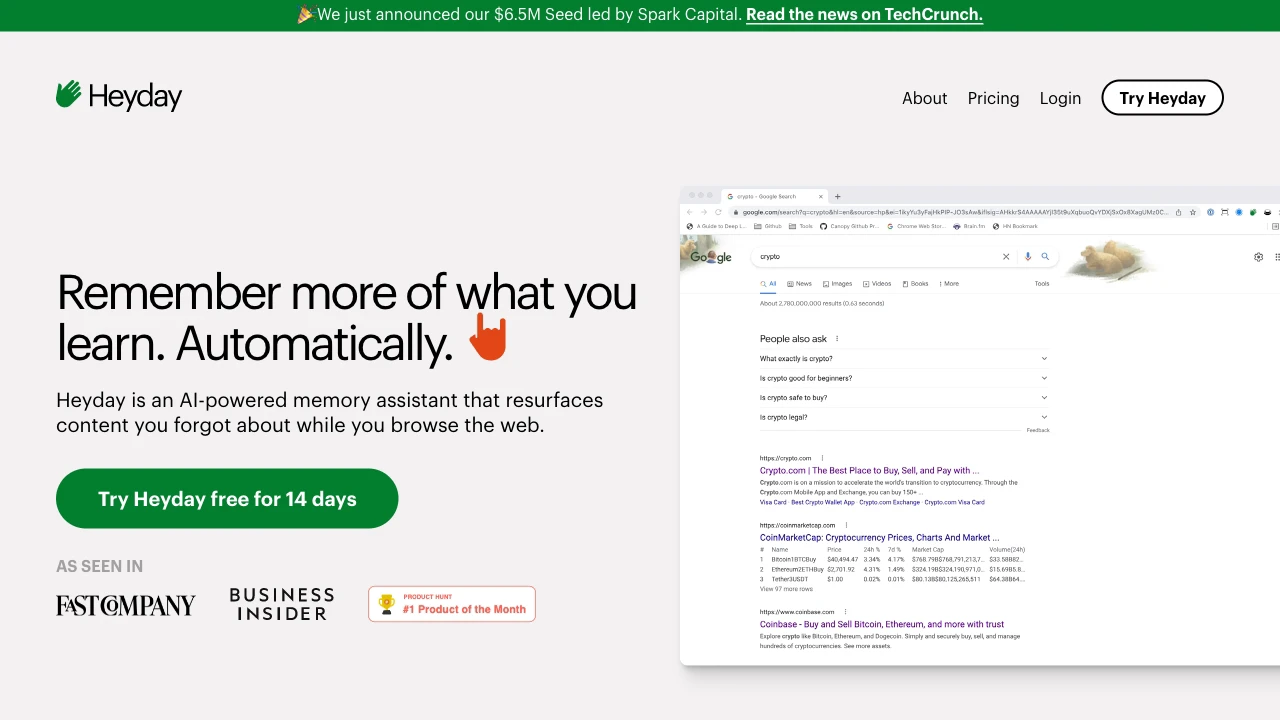 🎉We just announced our $6.5M Seed led by Spark Capital. Read the news on TechCrunch.
Heyday
About Pricing Login Try Heyday
Remember more of what you
learn. Automatically.
Heyday is an AI-powered memory assistant that resurfaces
content you forgot about while you browse the web.
Try Heyday free for 14 days
AS SEEN IN
FAST COMPANY
BUSINESS
INSIDER
PRODUCT HUNT
#1 Product of the Month
crypto - Google Search
A Guide to Deep L... Github Tools Canopy Github Pr... Chrome Web Stor... Brain.fm HN Bookmark
Google
crypto
All News Images Videos Books More Tools
About 2,780,000,000 results (0.63 seconds)
People also ask
What exactly is crypto?
Is crypto good for beginners?
Is crypto safe to buy?
Is crypto legal?
Feedback
https://crypto.com
Crypto.com | The Best Place to Buy, Sell, and Pay with ...
Crypto.com is on a mission to accelerate the world's transition to cryptocurrency. Through the
Crypto.com Mobile App and Exchange, you can buy 150+ ...
Visa Card · Best Crypto Wallet App · Crypto.com Exchange · Crypto.com Visa Card
https://coinmarketcap.com
CoinMarketCap: Cryptocurrency Prices, Charts And Market ...
# Name Price 24h % 7d % Market Cap Volume(24h)
1 Bitcoin1BTCBuy $40,494.47 3.34% 4.17% $768.79B$768,791,213,7... $33.58B82...
2 Ethereum2ETHBuy $2,701.92 4.31% 1.49% $324.19B$324,190,971,0... $15.69B5.8...
3 Tether3USDT $1.00 0.02% 0.01% $80.13B$80,125,265,511 $64.38B64...
View 97 more rows
https://www.coinbase.com
Coinbase - Buy and Sell Bitcoin, Ethereum, and more with trust
Explore crypto like Bitcoin, Ethereum, and Dogecoin. Simply and securely buy, sell, and manage
hundreds of cryptocurrencies. See more assets.